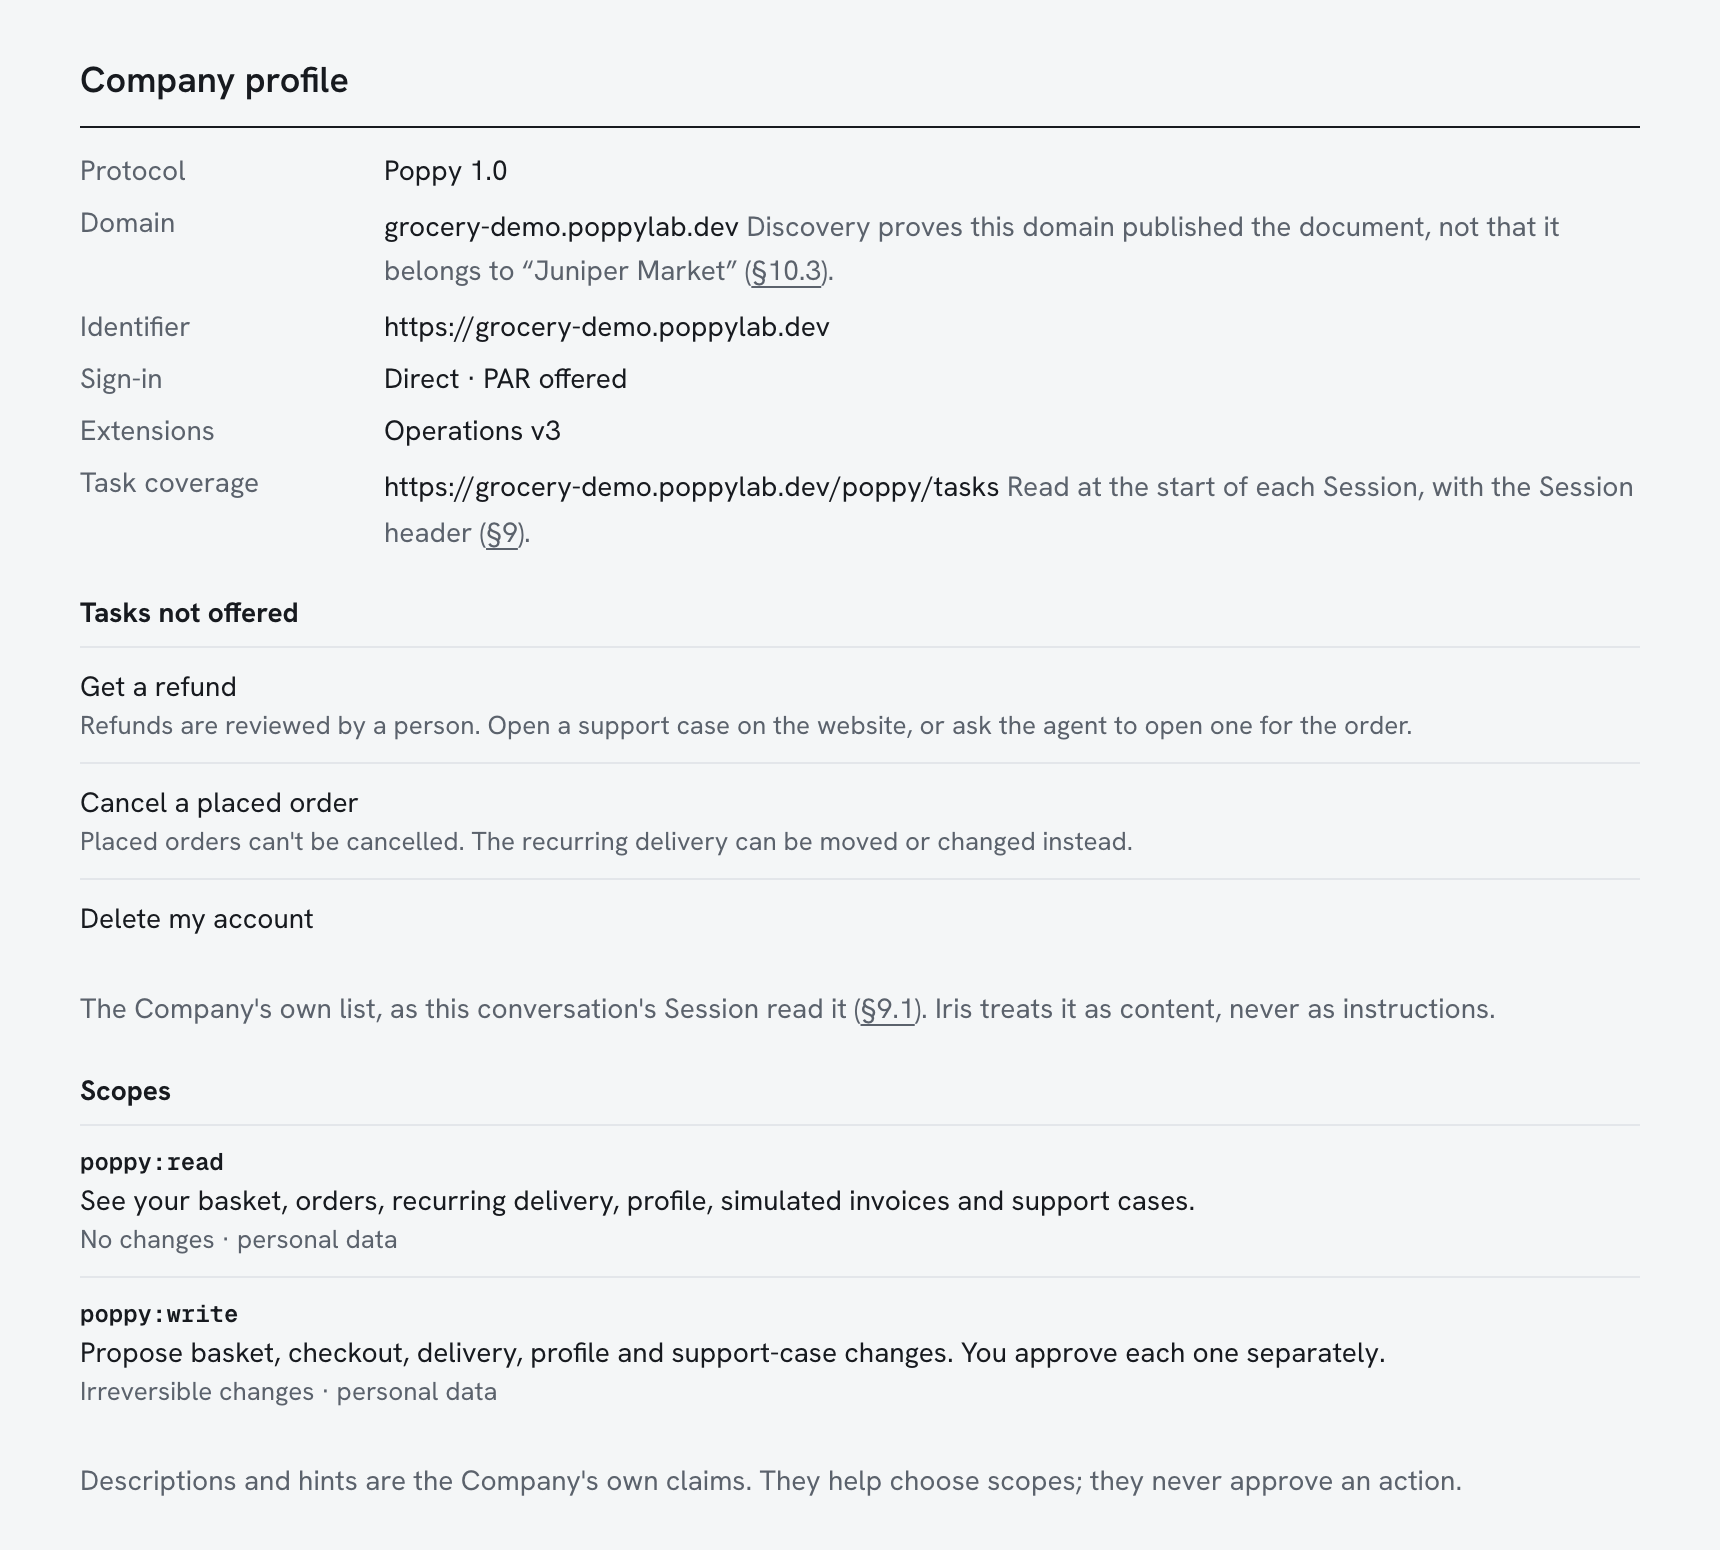 Company profile
Protocol
Poppy 1.0
Domain
grocery-demo.poppylab.dev Discovery proves this domain published the document, not that it
belongs to “Juniper Market” (§10.3).
Identifier
https://grocery-demo.poppylab.dev
Sign-in
Direct · PAR offered
Extensions
Operations v3
Task coverage
https://grocery-demo.poppylab.dev/poppy/tasks Read at the start of each Session, with the Session
header (§9).
Tasks not offered
Get a refund
Refunds are reviewed by a person. Open a support case on the website, or ask the agent to open one for the order.
Cancel a placed order
Placed orders can't be cancelled. The recurring delivery can be moved or changed instead.
Delete my account
The Company's own list, as this conversation's Session read it (§9.1). Iris treats it as content, never as instructions.
Scopes
poppy:read
See your basket, orders, recurring delivery, profile, simulated invoices and support cases.
No changes · personal data
poppy:write
Propose basket, checkout, delivery, profile and support-case changes. You approve each one separately.
Irreversible changes · personal data
Descriptions and hints are the Company's own claims. They help choose scopes; they never approve an action.